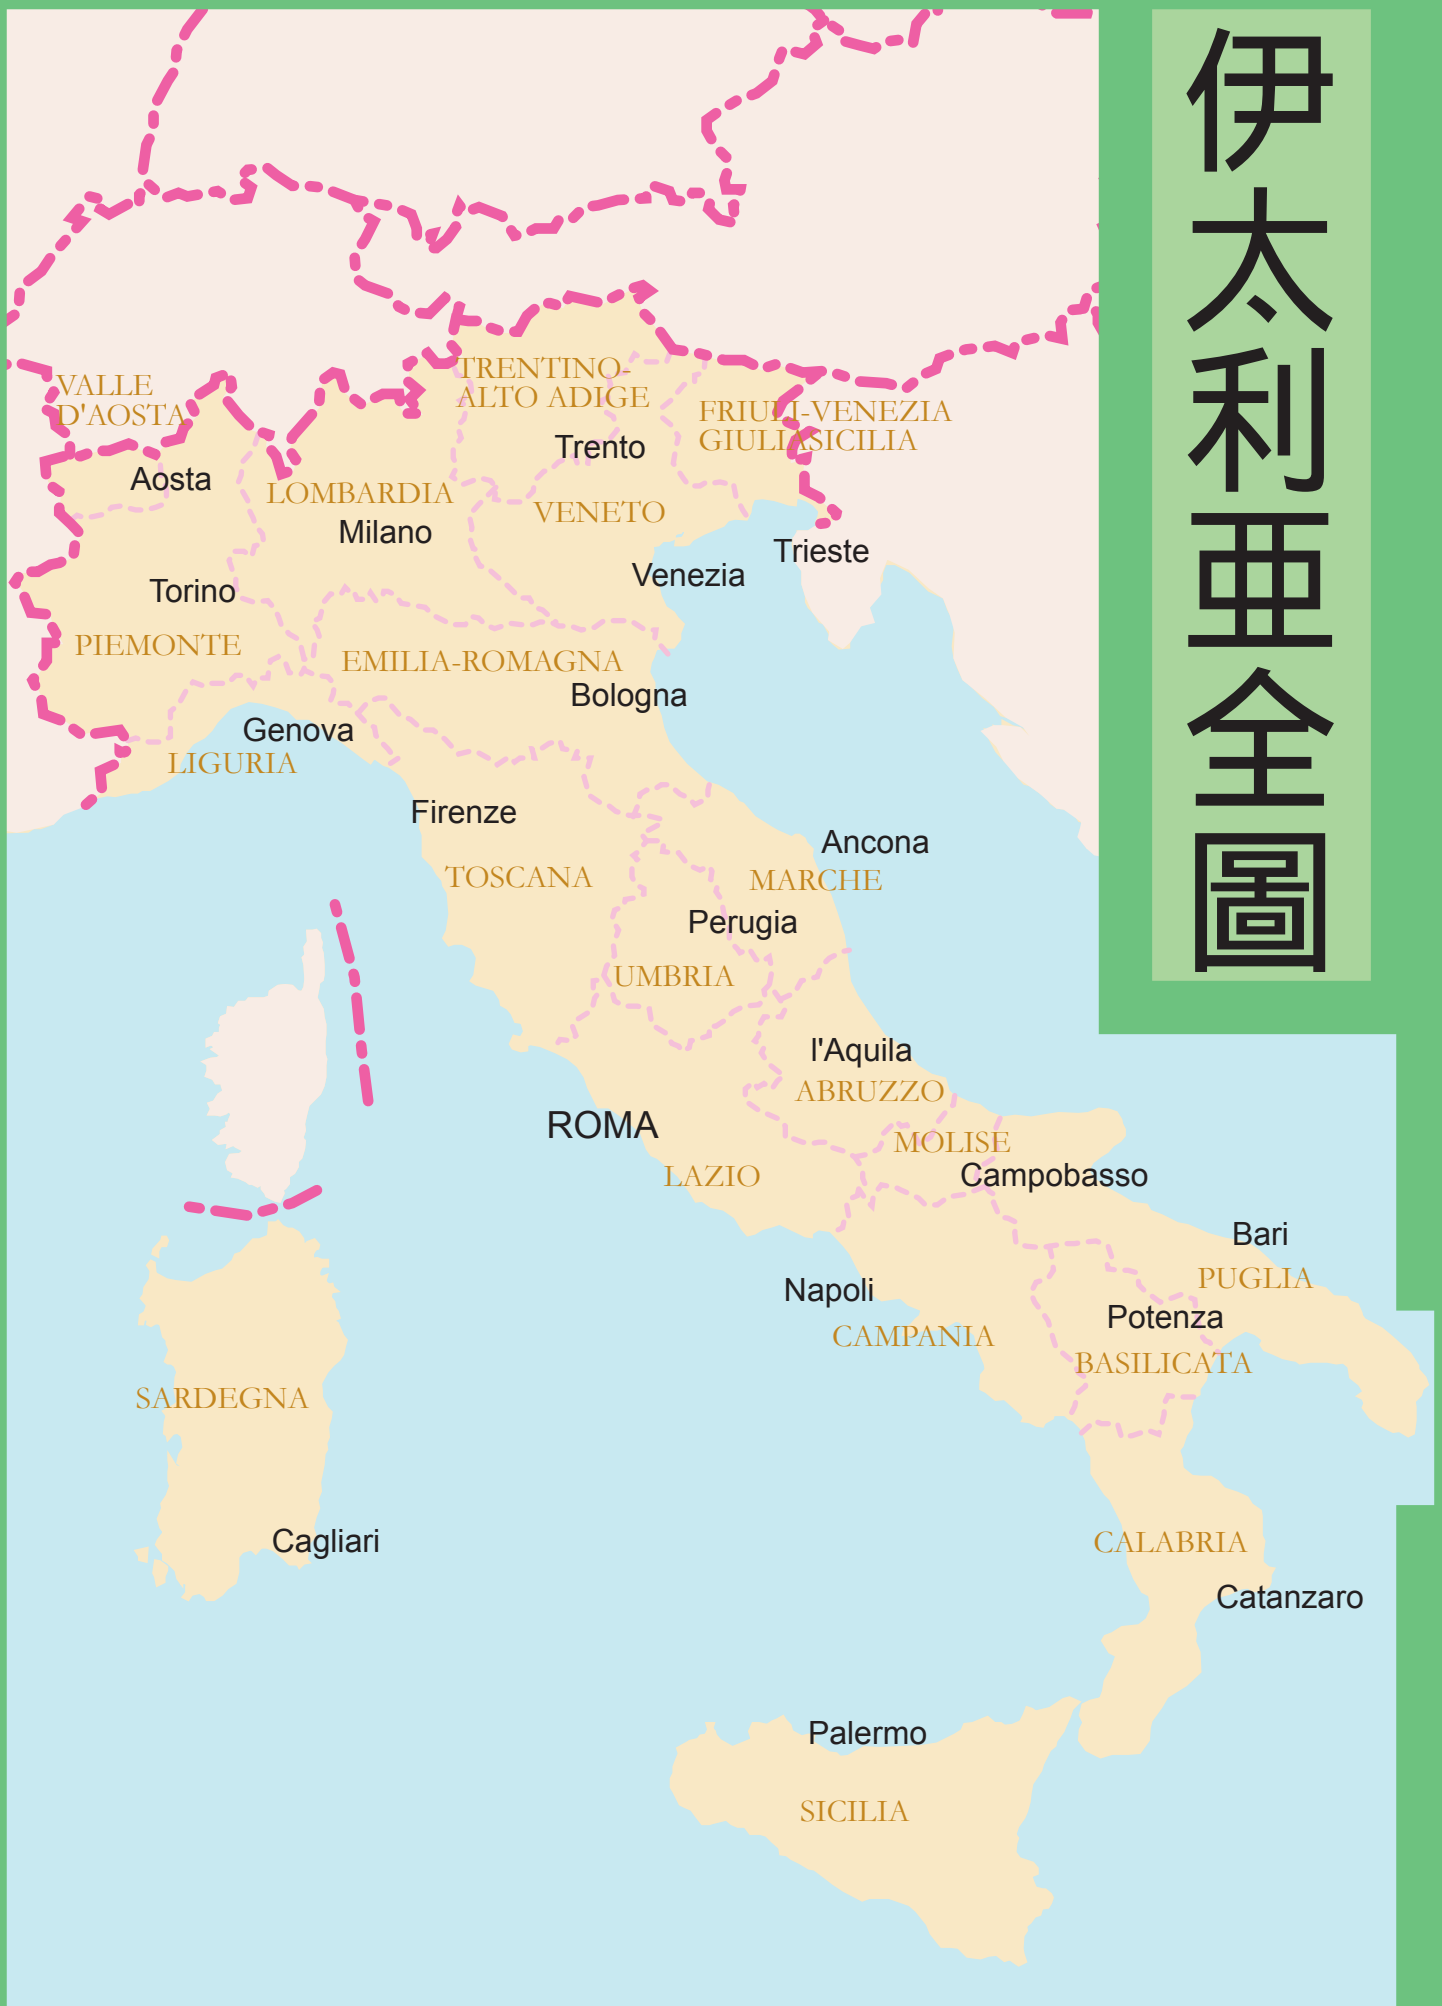 伊太利亜全圖
VALLE
D'AOSTA
TRENTINO-
ALTO ADIGE
FRIULI-VENEZIA
GIULIASICILIA
Trento
Aosta
LOMBARDIA
VENETO
Milano
Trieste
Venezia
Torino
PIEMONTE
EMILIA-ROMAGNA
Bologna
Genova
LIGURIA
Firenze
Ancona
TOSCANA
MARCHE
Perugia
UMBRIA
l'Aquila
ABRUZZO
ROMA
MOLISE
LAZIO
Campobasso
Bari
PUGLIA
Napoli
Potenza
CAMPANIA
BASILICATA
SARDEGNA
Cagliari
CALABRIA
Catanzaro
Palermo
SICILIA